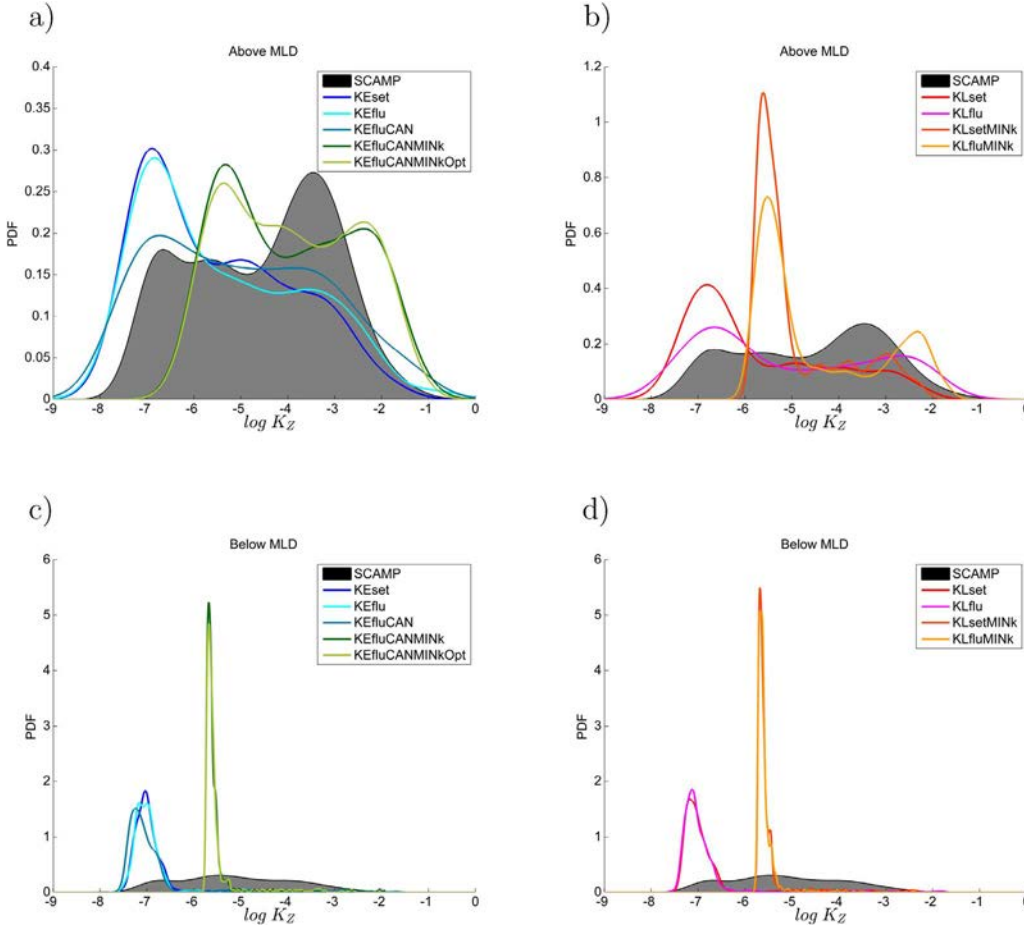 a)
Above MLD
0.4
0.35
0.3
0.25
0.2
0.15
0.1
0.05
0
PDF
SCAMP
KEset
KEflu
KEfluCAN
KEfluCANMINk
KEfluCANMINkOpt
-9 -8 -7 -6 -5 -4 -3 -2 -1 0
log K_Z
b)
Above MLD
1.2
1
0.8
0.6
0.4
0.2
0
PDF
SCAMP
KLset
KLflu
KLsetMINk
KLfluMINk
-9 -8 -7 -6 -5 -4 -3 -2 -1 0
log K_Z
c)
Below MLD
6
5
4
3
2
1
0
PDF
SCAMP
KEset
KEflu
KEfluCAN
KEfluCANMINk
KEfluCANMINkOpt
-9 -8 -7 -6 -5 -4 -3 -2 -1 0
log K_Z
d)
Below MLD
6
5
4
3
2
1
0
PDF
SCAMP
KLset
KLflu
KLsetMINk
KLfluMINk
-9 -8 -7 -6 -5 -4 -3 -2 -1 0
log K_Z